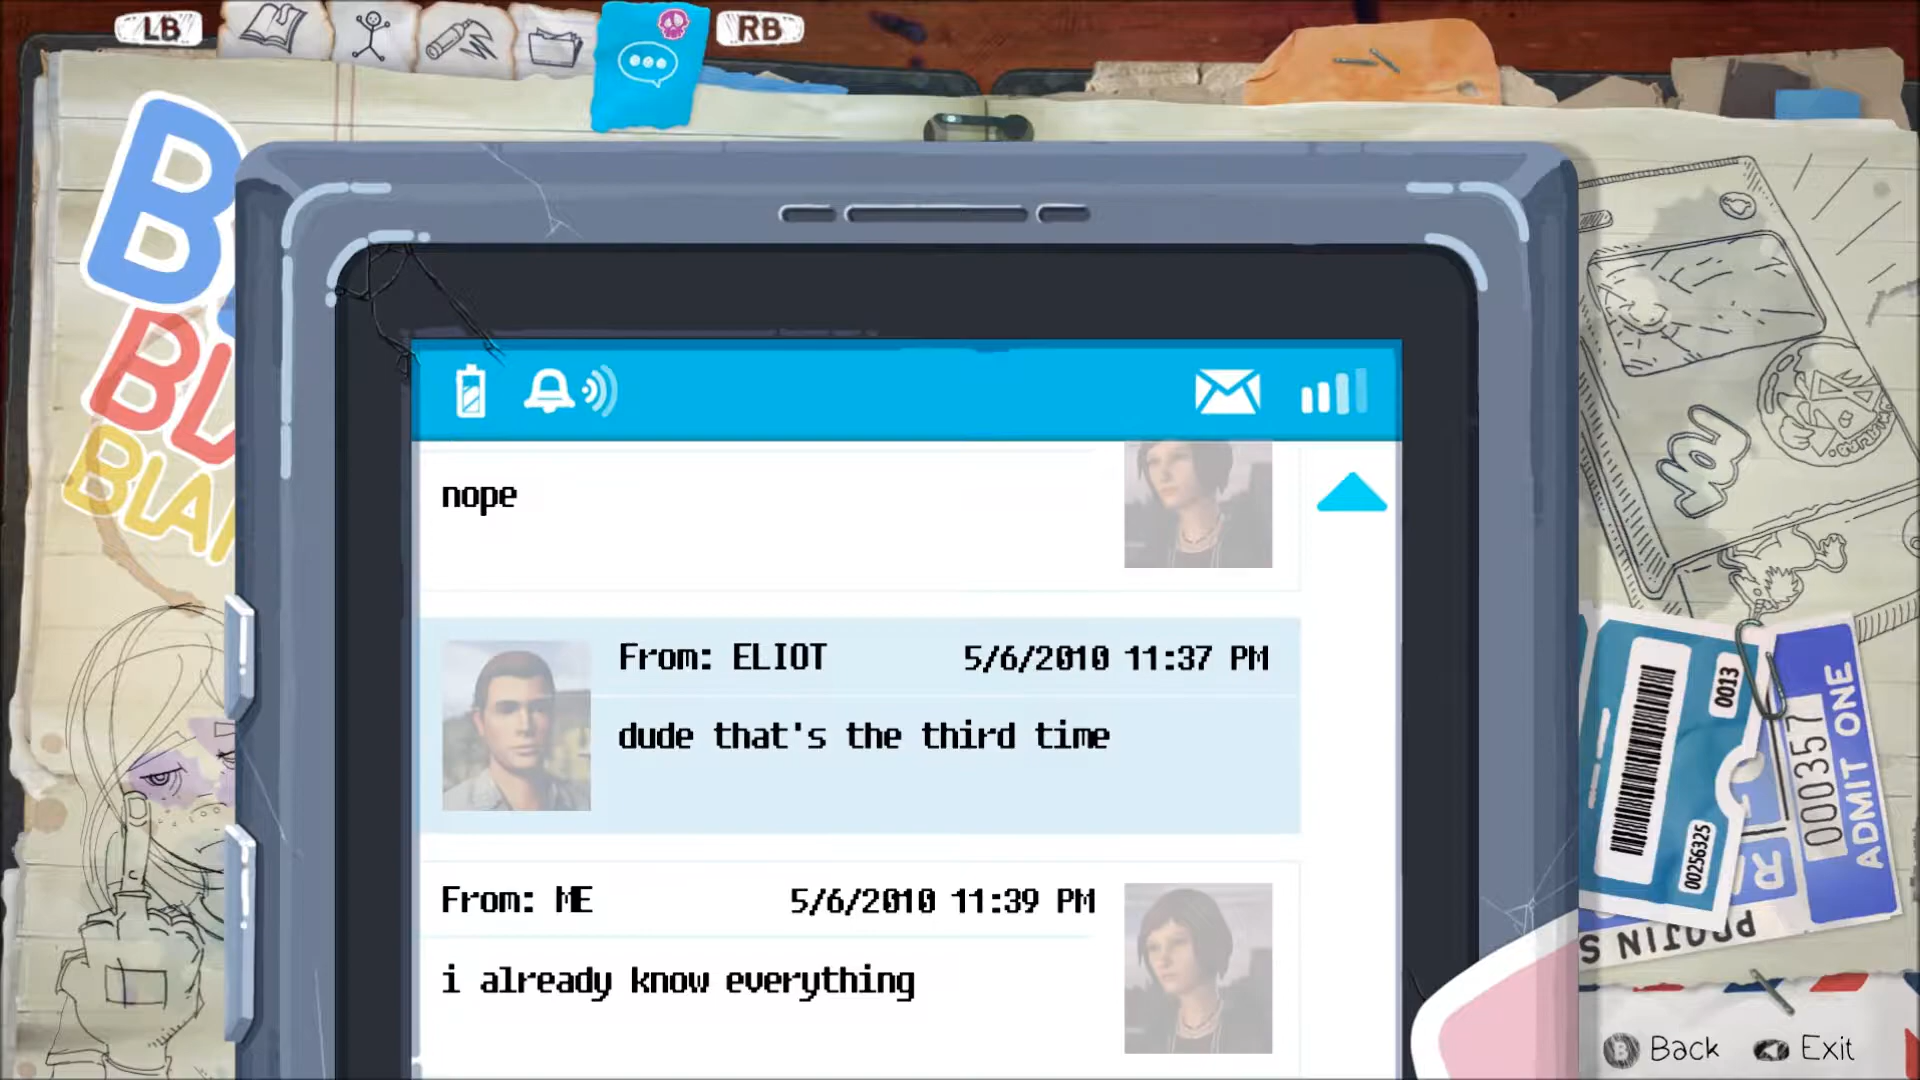 LB
RB
nope
From: ELIOT 5/6/2010 11:37 PM
dude that's the third time
From: ME 5/6/2010 11:39 PM
i already know everything
BLA
0013
00256325
000357
ADMIT ONE
B Back
Exit